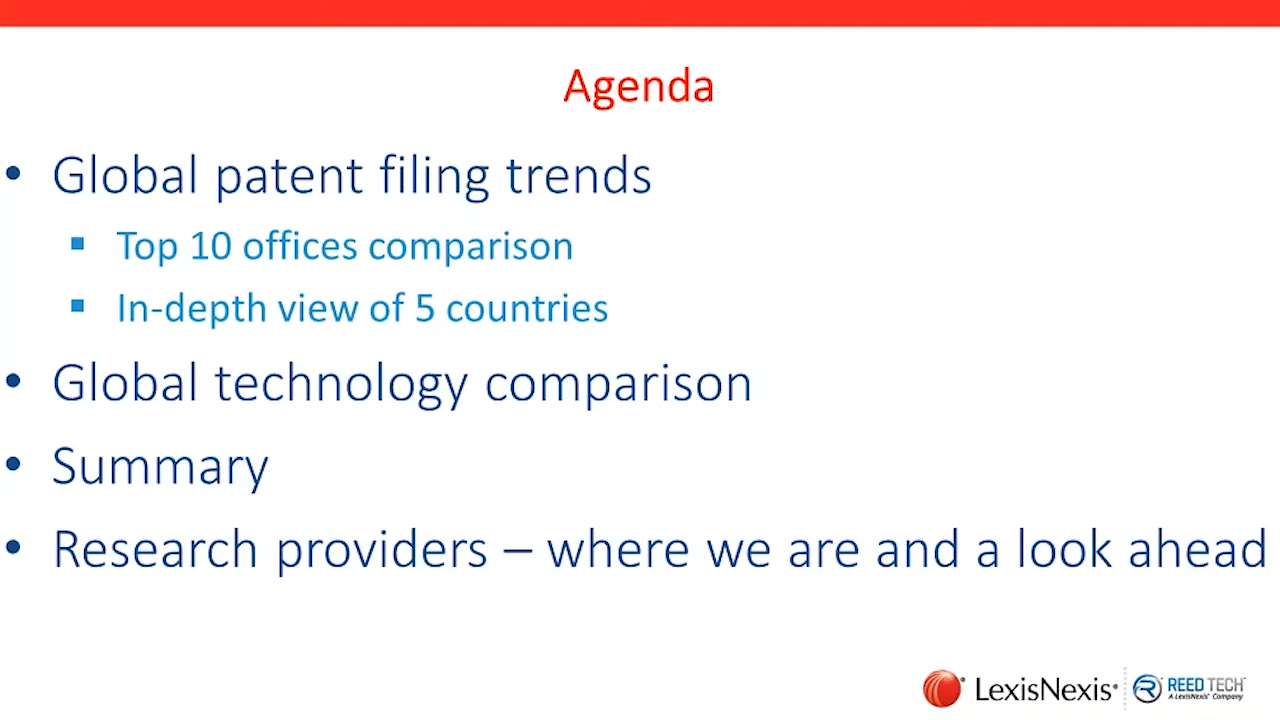 Agenda
• Global patent filing trends
▪ Top 10 offices comparison
▪ In-depth view of 5 countries
• Global technology comparison
• Summary
• Research providers – where we are and a look ahead
LexisNexis®
REED TECH™
A LexisNexis® Company